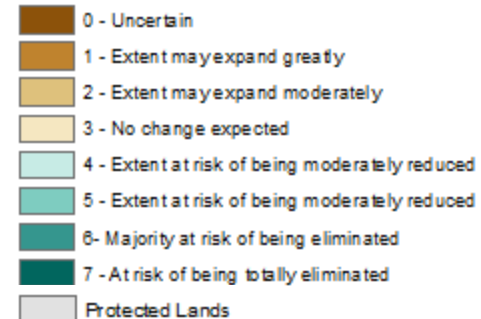 0 - Uncertain
1 - Extent may expand greatly
2 - Extent may expand moderately
3 - No change expected
4 - Extent at risk of being moderately reduced
5 - Extent at risk of being moderately reduced
6- Majority at risk of being eliminated
7 - At risk of being totally eliminated
Protected Lands